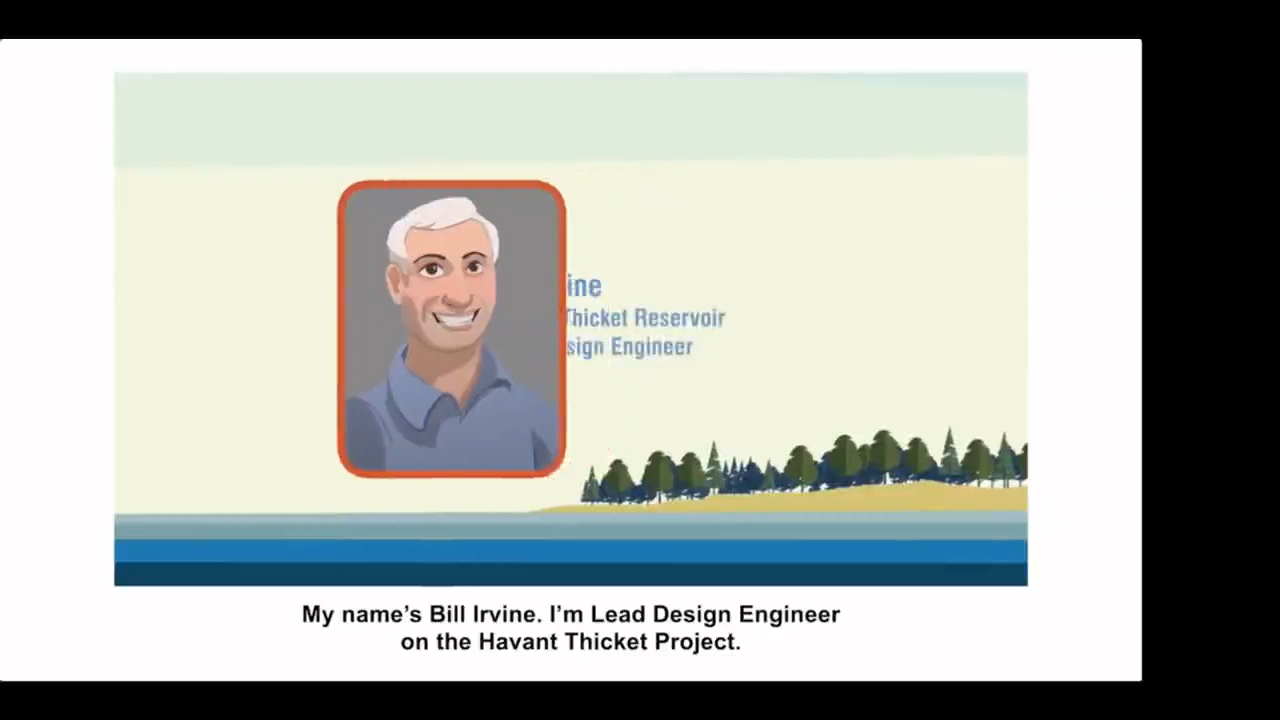 ine
Thicket Reservoir
sign Engineer
My name’s Bill Irvine. I’m Lead Design Engineer
on the Havant Thicket Project.